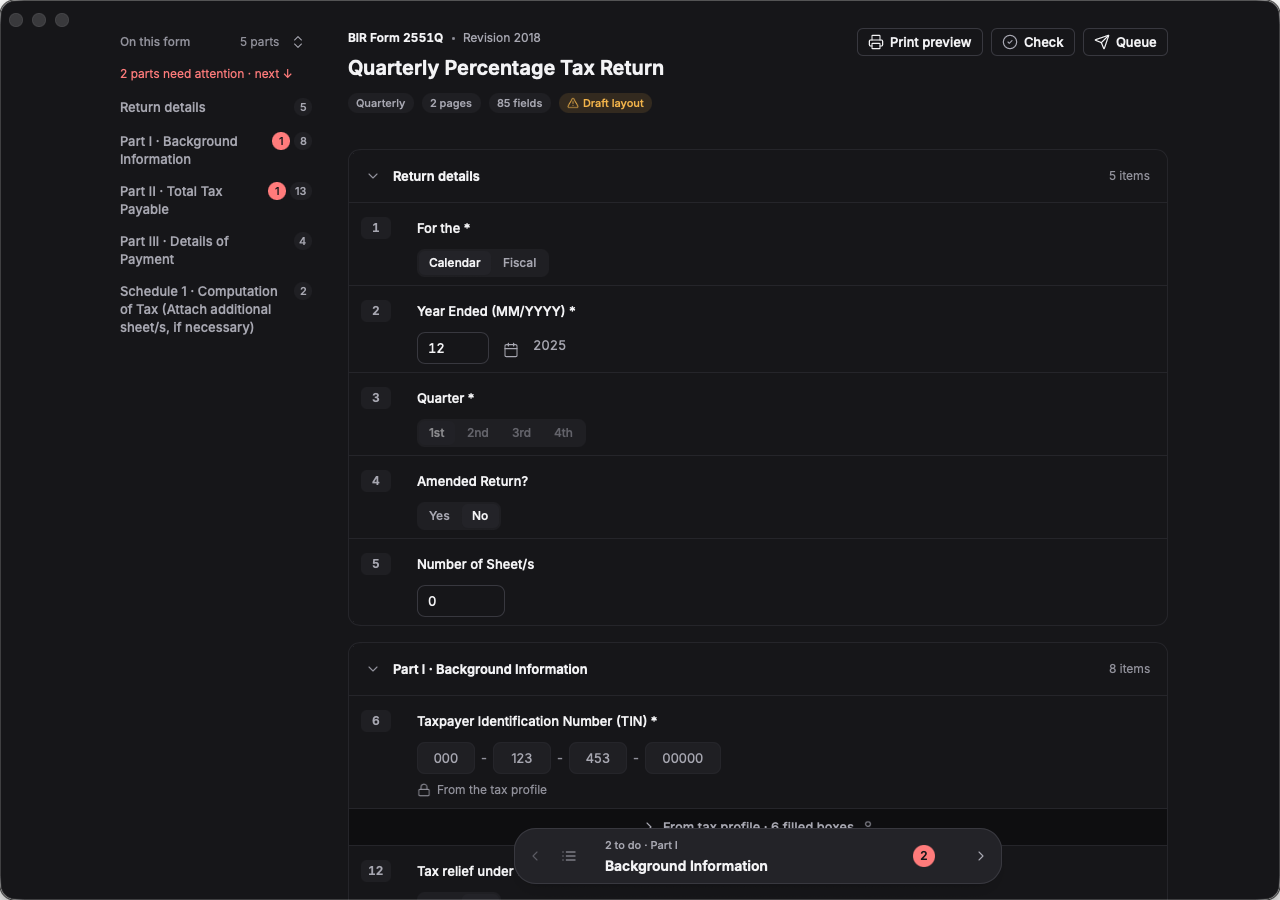 On this form 5 parts
2 parts need attention · next ↓
Return details 5
Part I · Background Information 1 8
Part II · Total Tax Payable 1 13
Part III · Details of Payment 4
Schedule 1 · Computation of Tax (Attach additional sheet/s, if necessary) 2
BIR Form 2551Q • Revision 2018
Quarterly Percentage Tax Return
Quarterly 2 pages 85 fields Draft layout
Print preview Check Queue
Return details 5 items
1 For the *
Calendar Fiscal
2 Year Ended (MM/YYYY) *
12 2025
3 Quarter *
1st 2nd 3rd 4th
4 Amended Return?
Yes No
5 Number of Sheet/s
0
Part I · Background Information 8 items
6 Taxpayer Identification Number (TIN) *
000 - 123 - 453 - 00000
From the tax profile
From tax profile · 6 filled boxes
12 Tax relief under
2 to do · Part I
Background Information 2